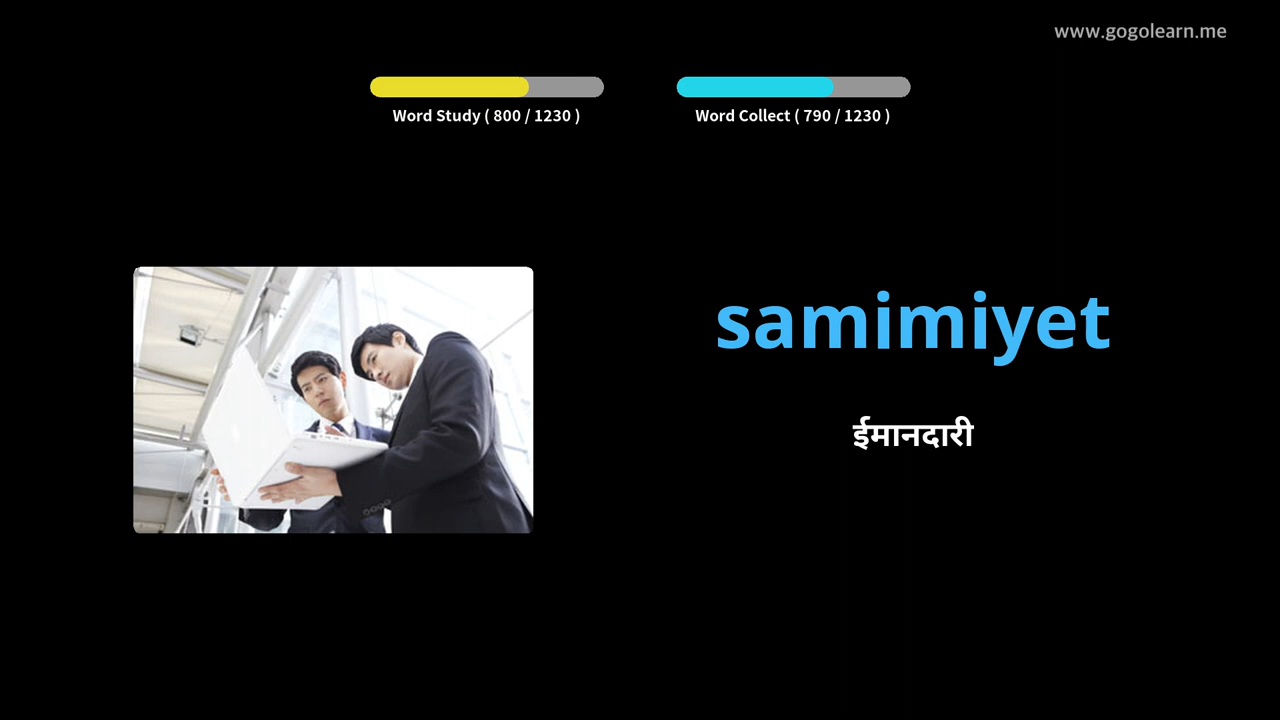 www.gogolearn.me
Word Study ( 800 / 1230 )
Word Collect ( 790 / 1230 )
samimiyet
ईमानदारी